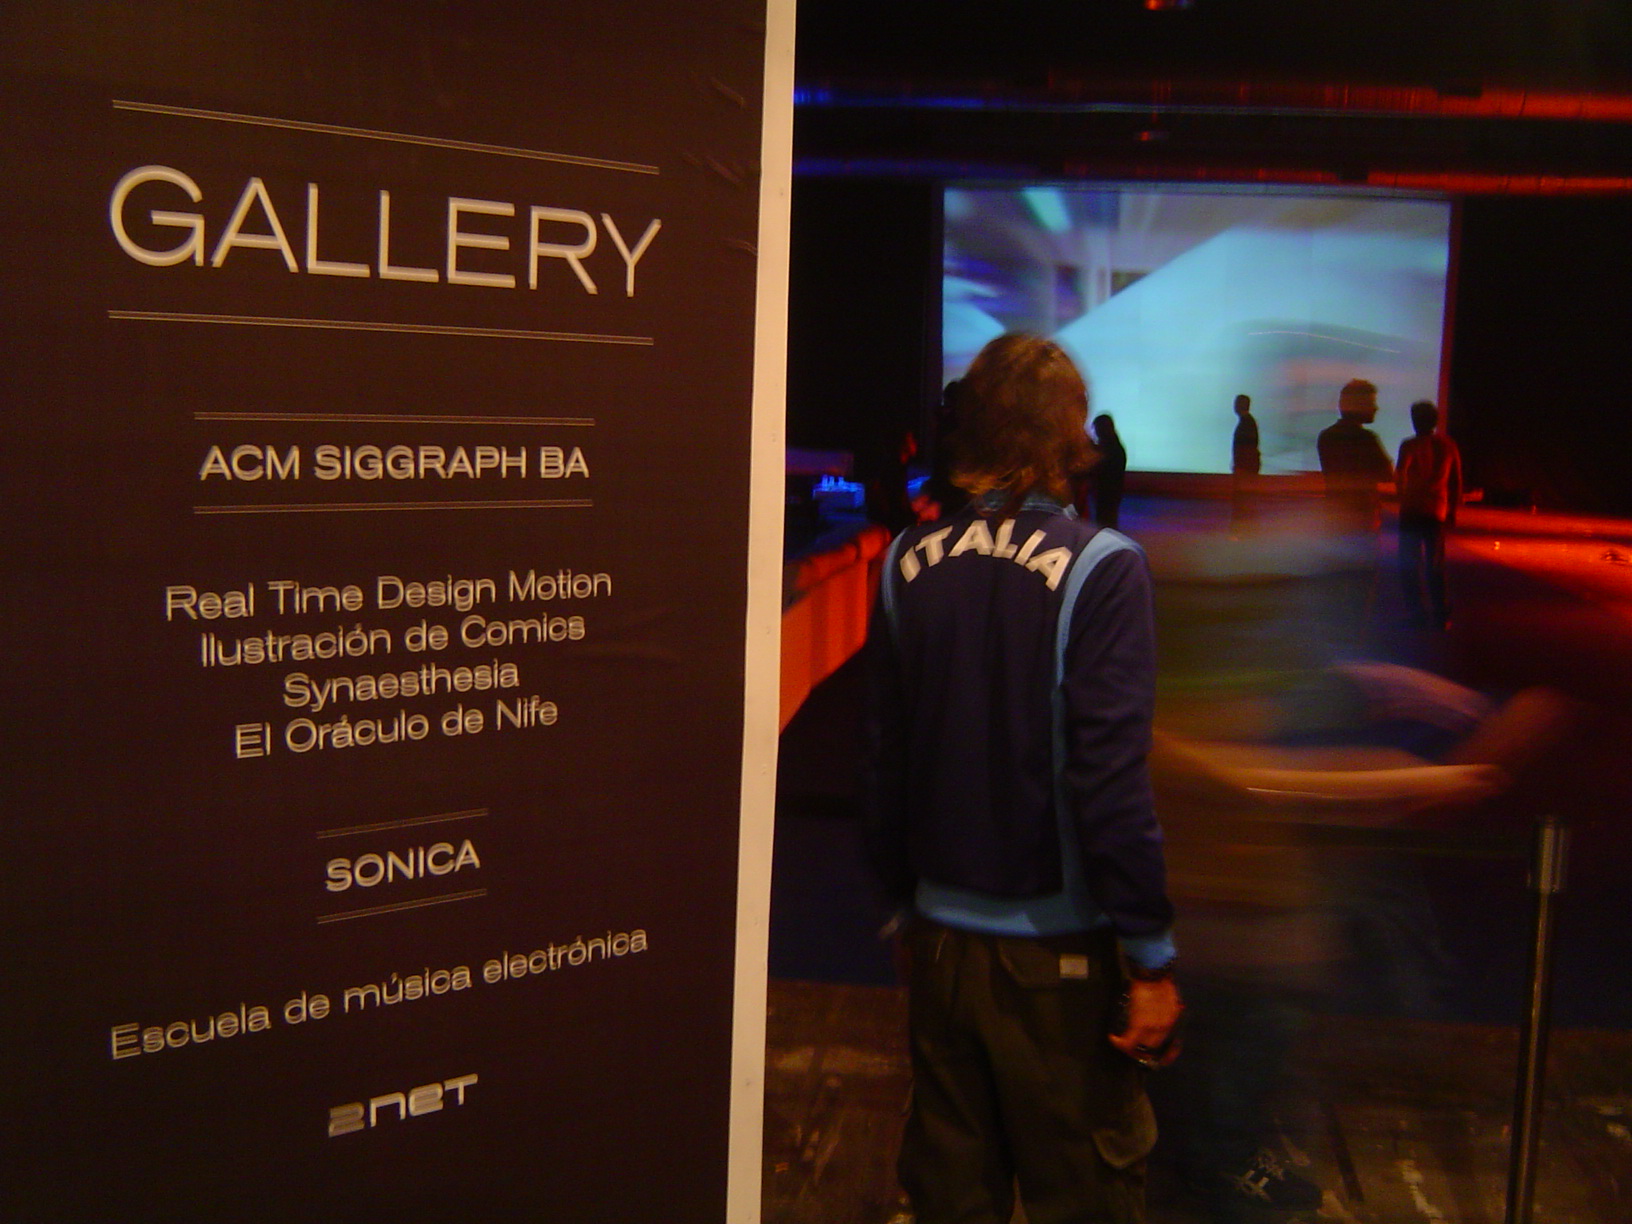 GALLERY
ACM SIGGRAPH BA
Real Time Design Motion
Ilustración de Comics
Synaesthesia
El Oráculo de Nife
SONICA
Escuela de música electrónica
2net
ITALIA